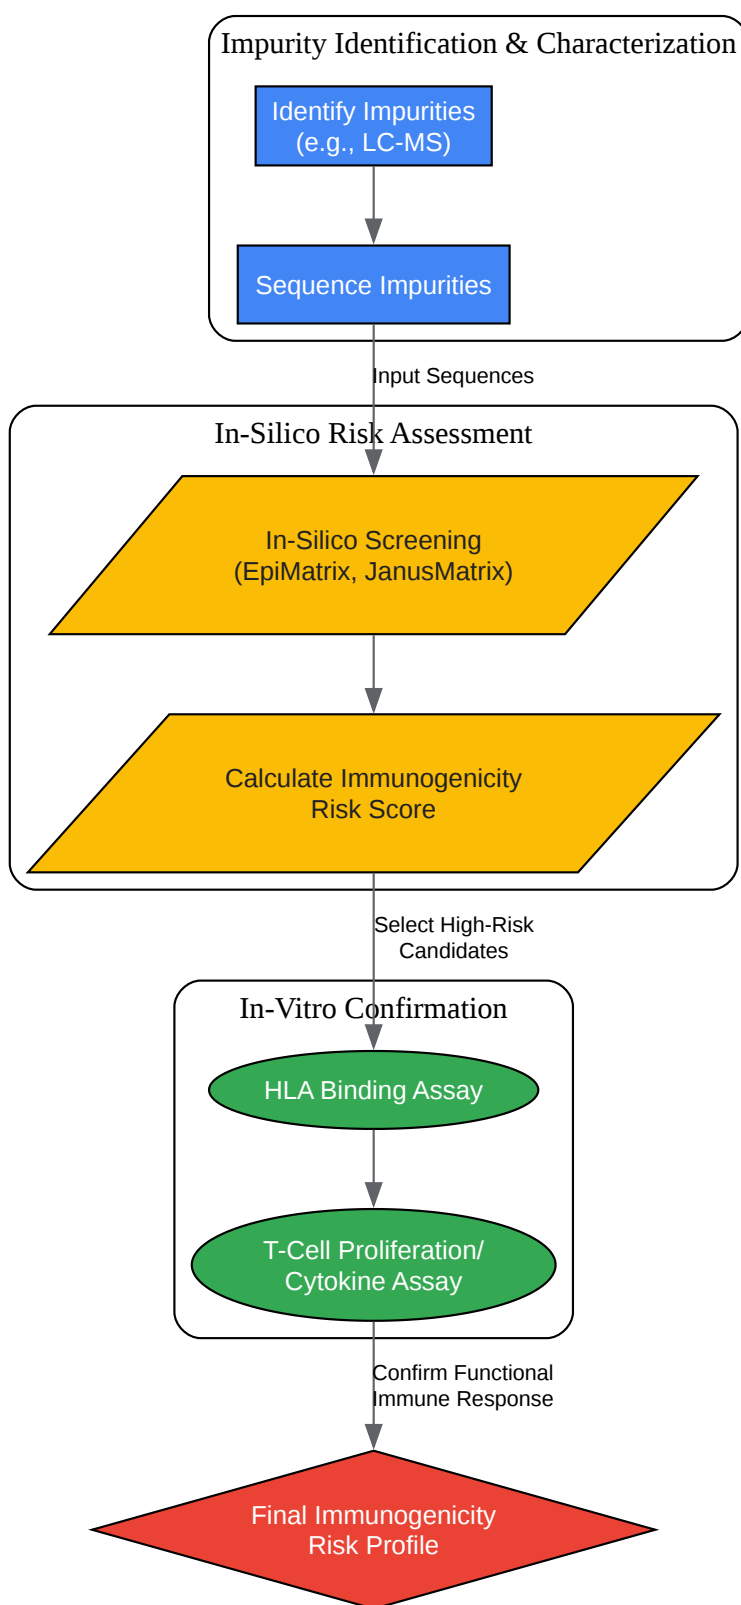 Impurity Identification & Characterization
Identify Impurities
(e.g., LC-MS)
Sequence Impurities
Input Sequences
In-Silico Risk Assessment
In-Silico Screening
(EpiMatrix, JanusMatrix)
Calculate Immunogenicity
Risk Score
Select High-Risk
Candidates
In-Vitro Confirmation
HLA Binding Assay
T-Cell Proliferation/
Cytokine Assay
Confirm Functional
Immune Response
Final Immunogenicity
Risk Profile